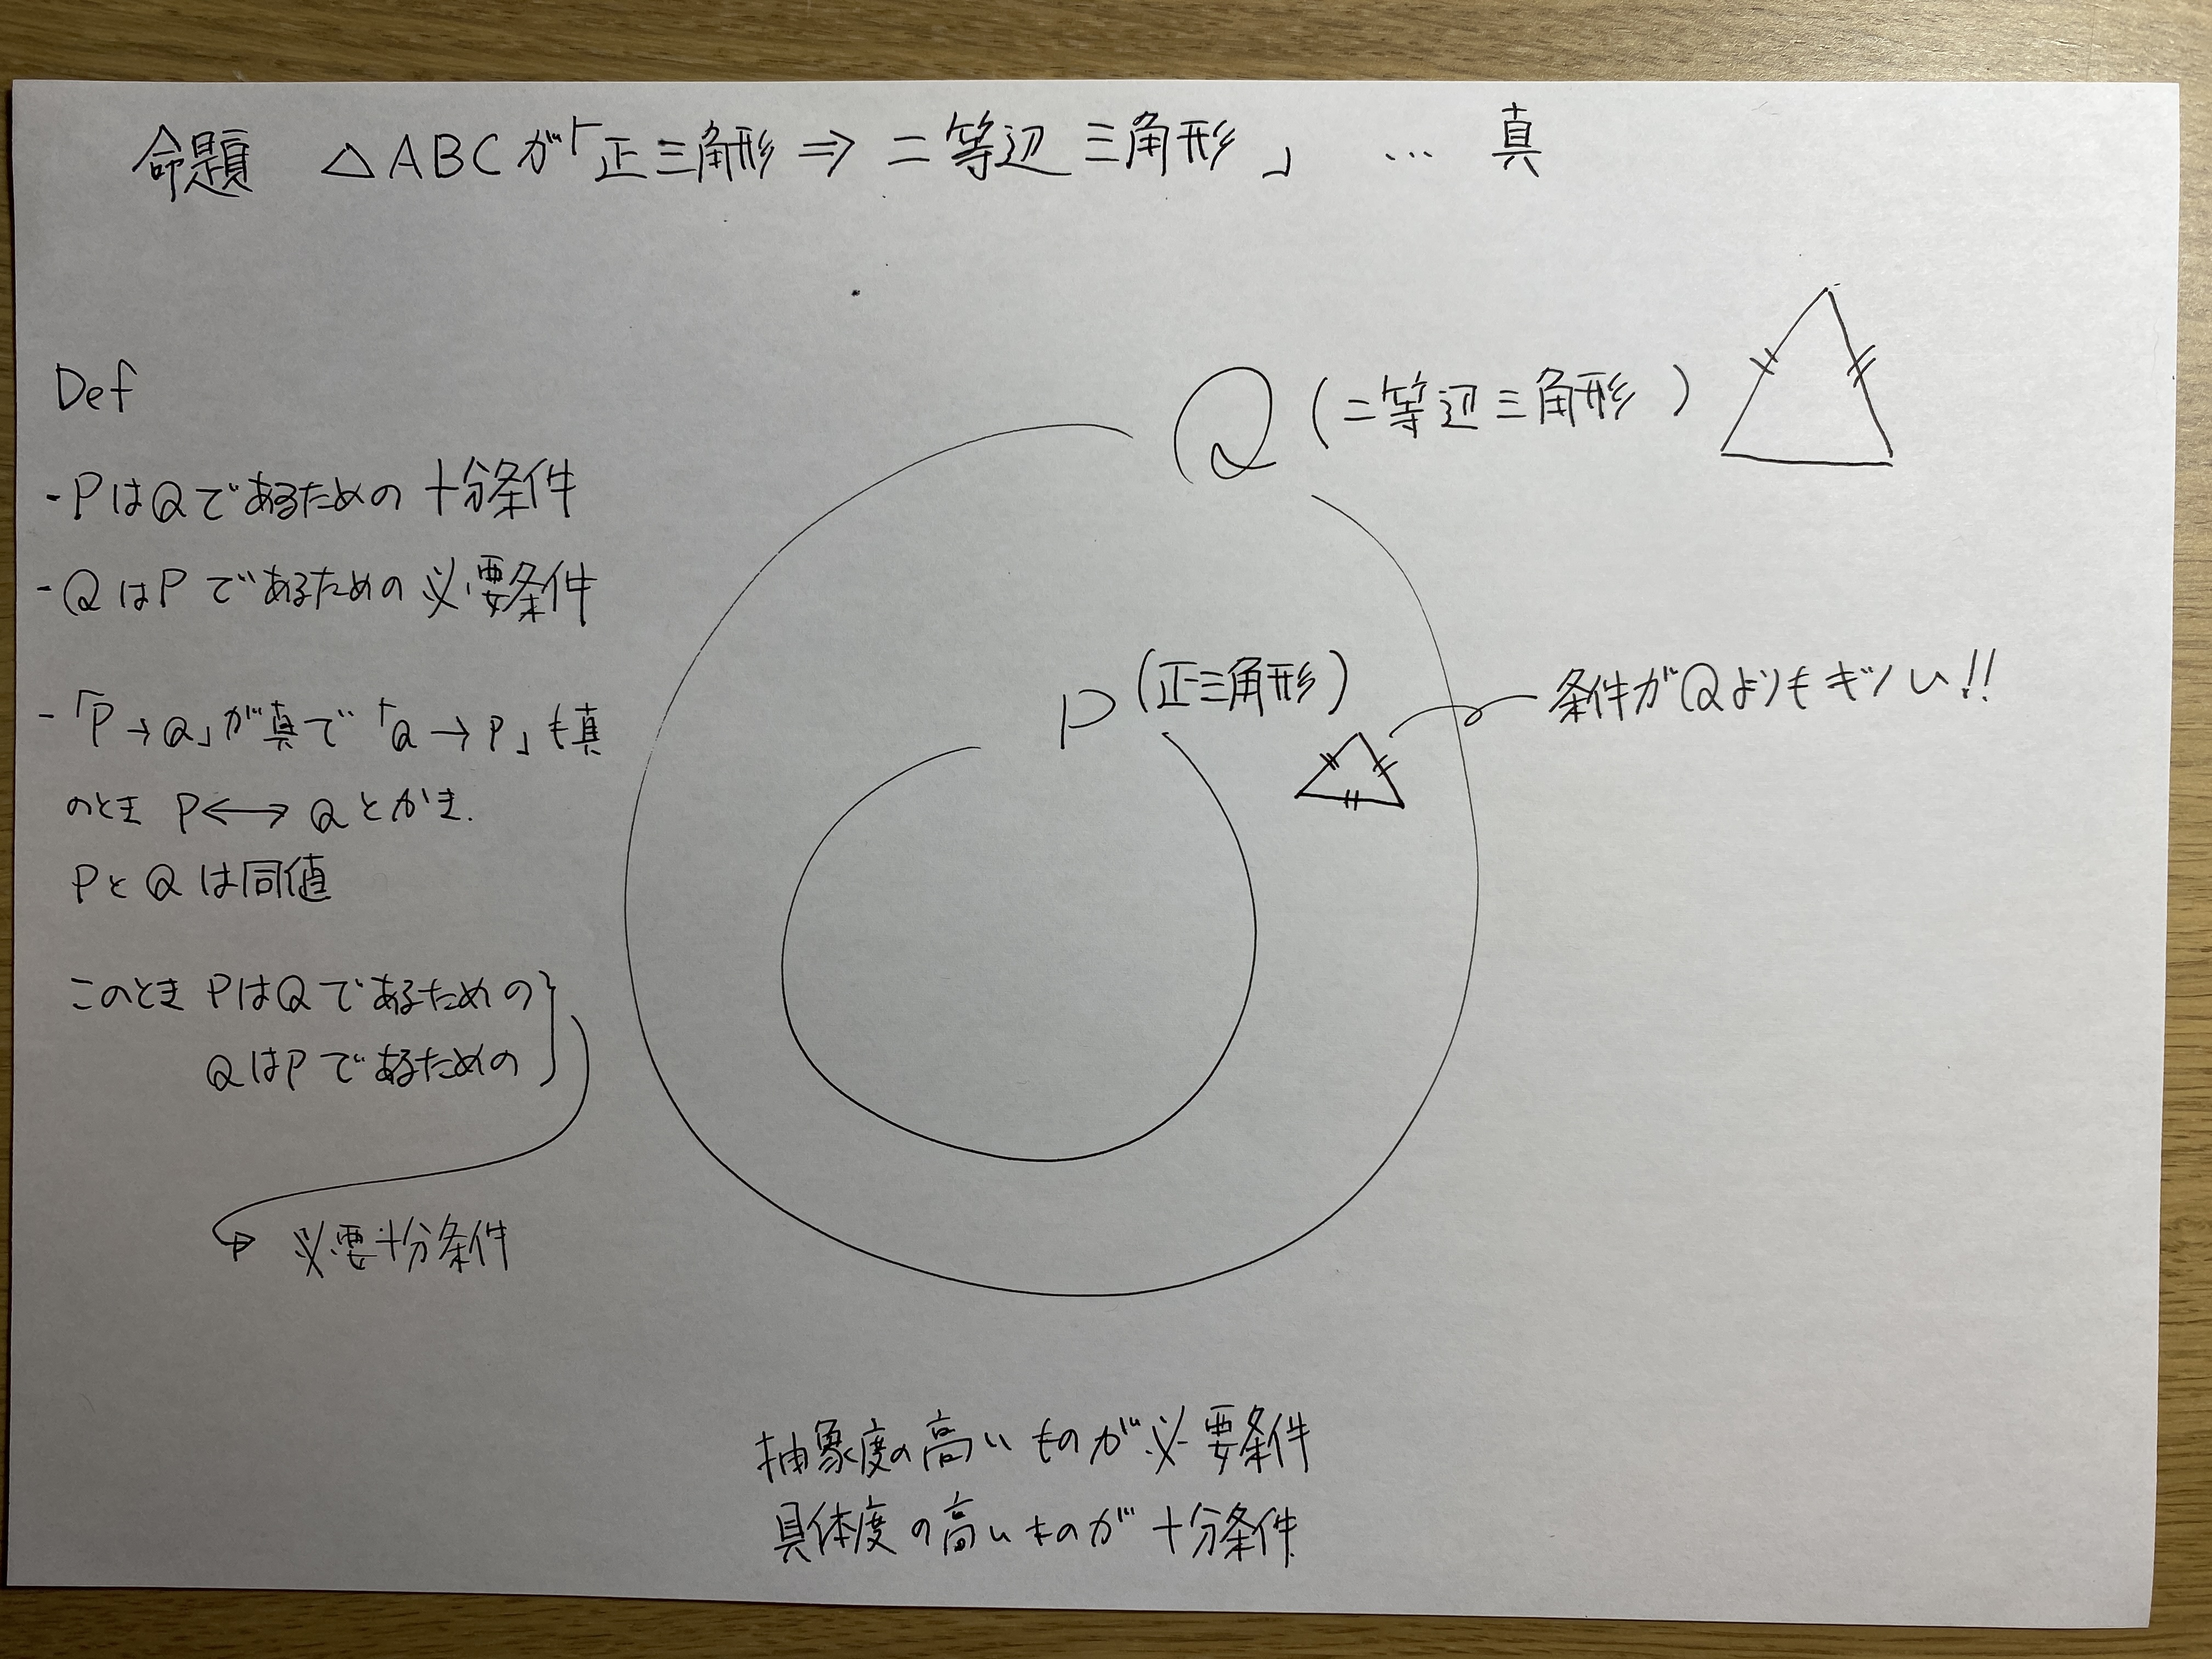 命題 △ABCが「正三角形⇒二等辺三角形」 … 真
Def
-PはQであるための十分条件
-QはPであるための必要条件
-「P→Q」が真で「Q→P」も真
のとき P←→Qとかき.
PとQは同値
このとき PはQであるための
QはPであるための
必要十分条件
Q (二等辺三角形)
P (正三角形)
条件がQよりもギツい!!
抽象度の高いものが必要条件
具体度の高いものが十分条件